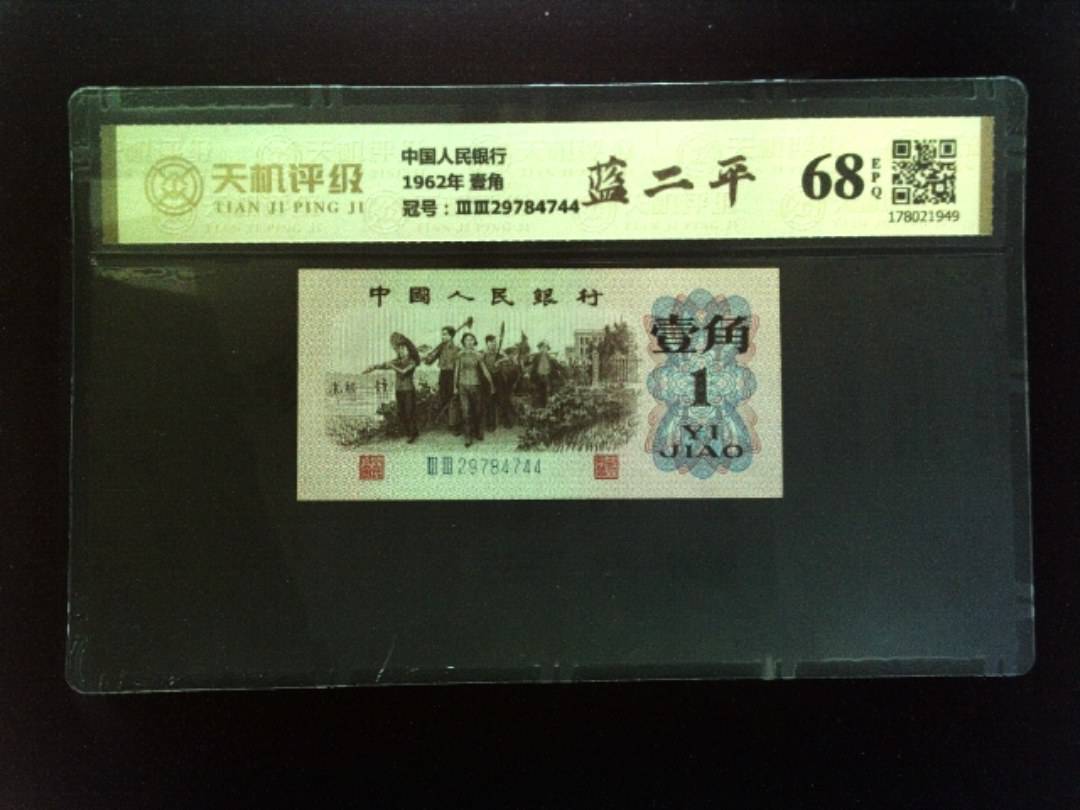 天机评级
TIAN JI PING JI
中国人民银行
1962年 壹角
冠号：ⅢⅢ29784744
蓝二平
68
EPQ
178021949
中國人民銀行
壹角
1
YI
JIAO
ⅢⅢ29784744